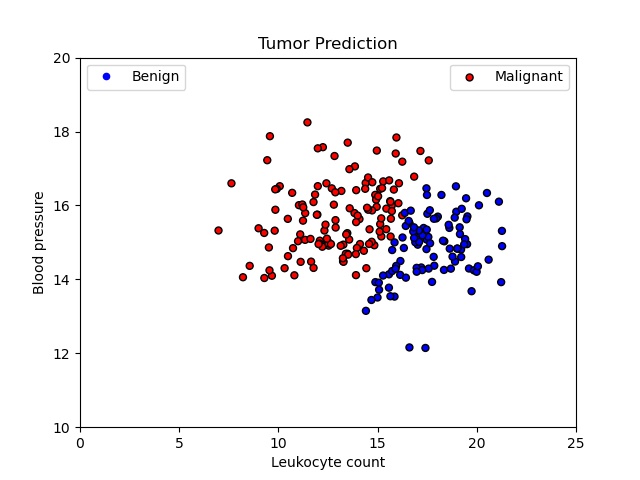 Tumor Prediction
Benign
Malignant
20
18
16
14
12
10
Blood pressure
0 5 10 15 20 25
Leukocyte count